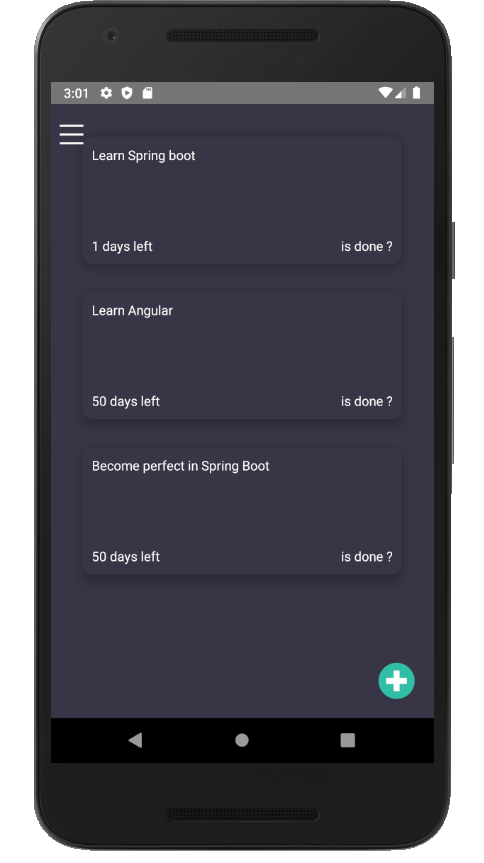 3:01
Learn Spring boot
1 days left is done ?
Learn Angular
50 days left is done ?
Become perfect in Spring Boot
50 days left is done ?